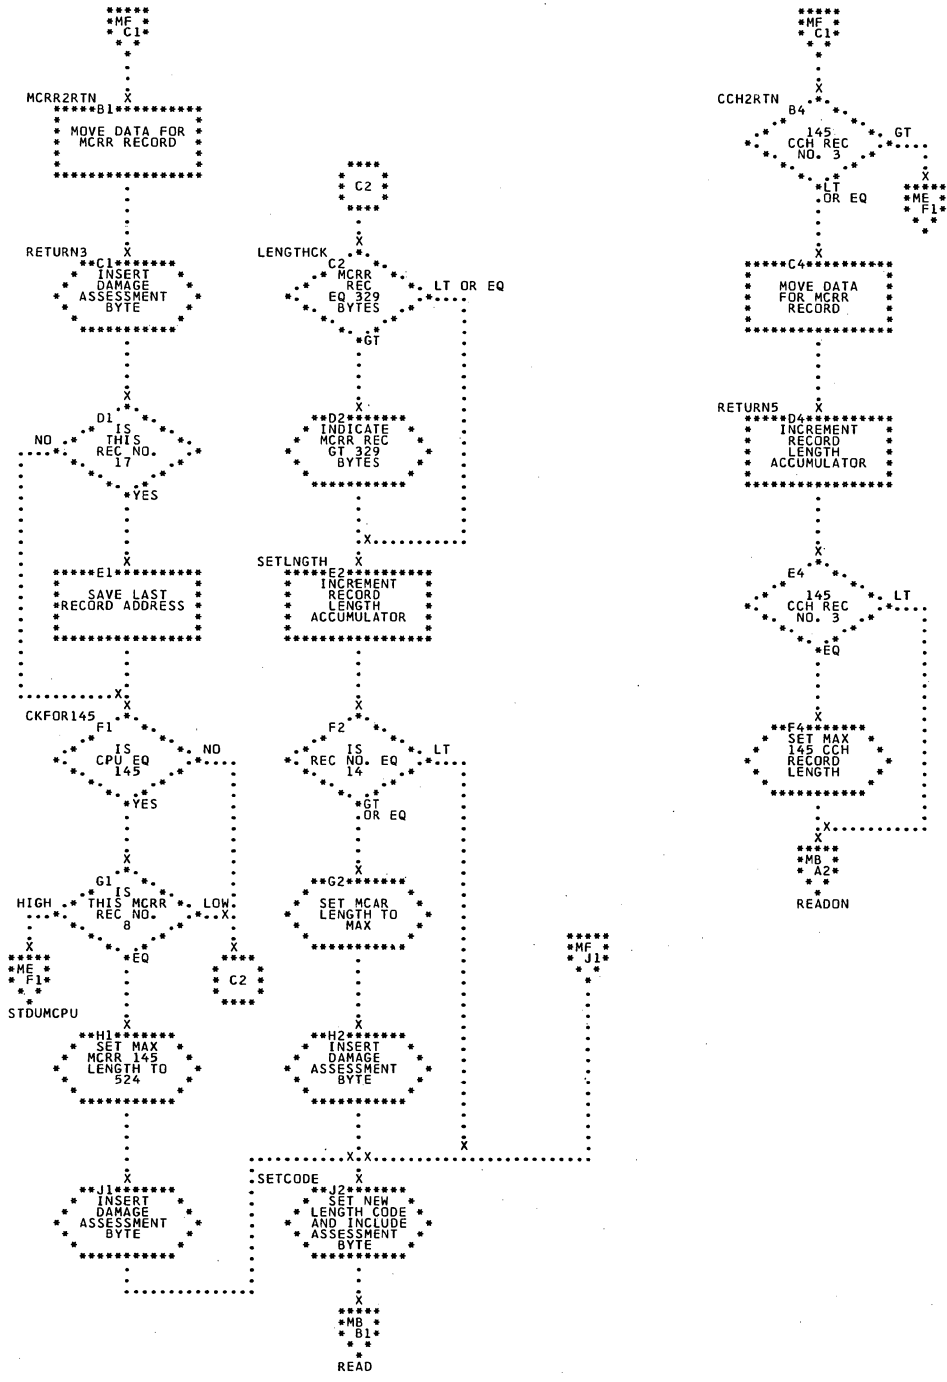 MF
C1
MCRR2RTN
B1
MOVE DATA FOR
MCRR RECORD
RETURN3
C1
INSERT
DAMAGE
ASSESSMENT
BYTE
D1
IS
THIS
REC NO.
17
NO
YES
E1
SAVE LAST
RECORD ADDRESS
CKFOR145
F1
IS
CPU EQ
145
NO
YES
G1
IS
THIS MCRR
REC NO.
8
HIGH
LOW
EQ
ME
F1
STDUMCPU
C2
H1
SET MAX
MCRR 145
LENGTH TO
524
J1
INSERT
DAMAGE
ASSESSMENT
BYTE
C2
LENGTHCK
C2
MCRR
REC
EQ 329
BYTES
LT OR EQ
GT
D2
INDICATE
MCRR REC
GT 329
BYTES
SETLNGTH
E2
INCREMENT
RECORD
LENGTH
ACCUMULATOR
F2
IS
REC NO. EQ
14
LT
GT
OR EQ
G2
SET MCAR
LENGTH TO
MAX
H2
INSERT
DAMAGE
ASSESSMENT
BYTE
MF
J1
SETCODE
J2
SET NEW
LENGTH CODE
AND INCLUDE
ASSESSMENT
BYTE
MB
B1
READ
MF
C1
CCH2RTN
B4
145
CCH REC
NO. 3
GT
LT
OR EQ
ME
F1
C4
MOVE DATA
FOR MCRR
RECORD
RETURN5
D4
INCREMENT
RECORD
LENGTH
ACCUMULATOR
E4
145
CCH REC
NO. 3
LT
EQ
F4
SET MAX
145 CCH
RECORD
LENGTH
MB
A2
READON